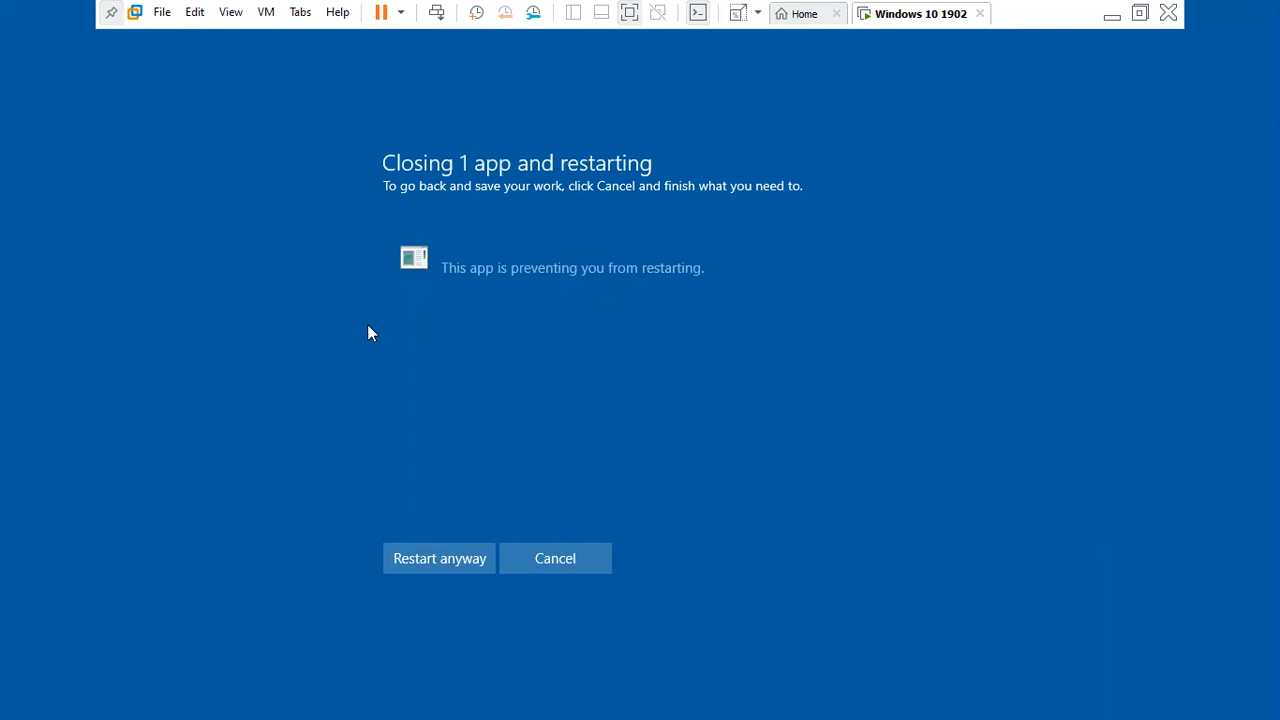 File Edit View VM Tabs Help Home Windows 10 1902
Closing 1 app and restarting
To go back and save your work, click Cancel and finish what you need to.
This app is preventing you from restarting.
Restart anyway Cancel